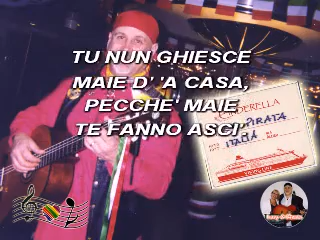 TU NUN GHIESCE
MAIE D' 'A CASA,
PECCHE' MAIE
TE FANNO ASCI'.
CINDERELLA
PIRATA
ITALIA